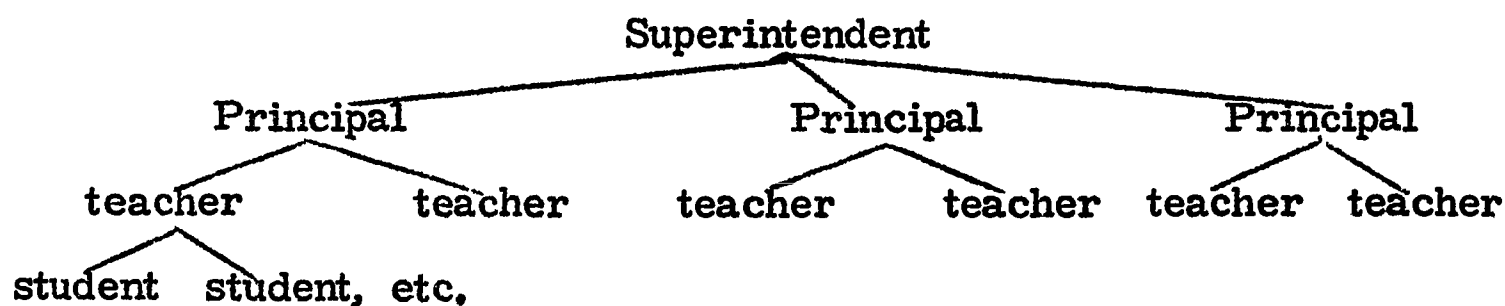 Superintendent
Principal Principal Principal
teacher teacher teacher teacher teacher teacher
student student, etc.